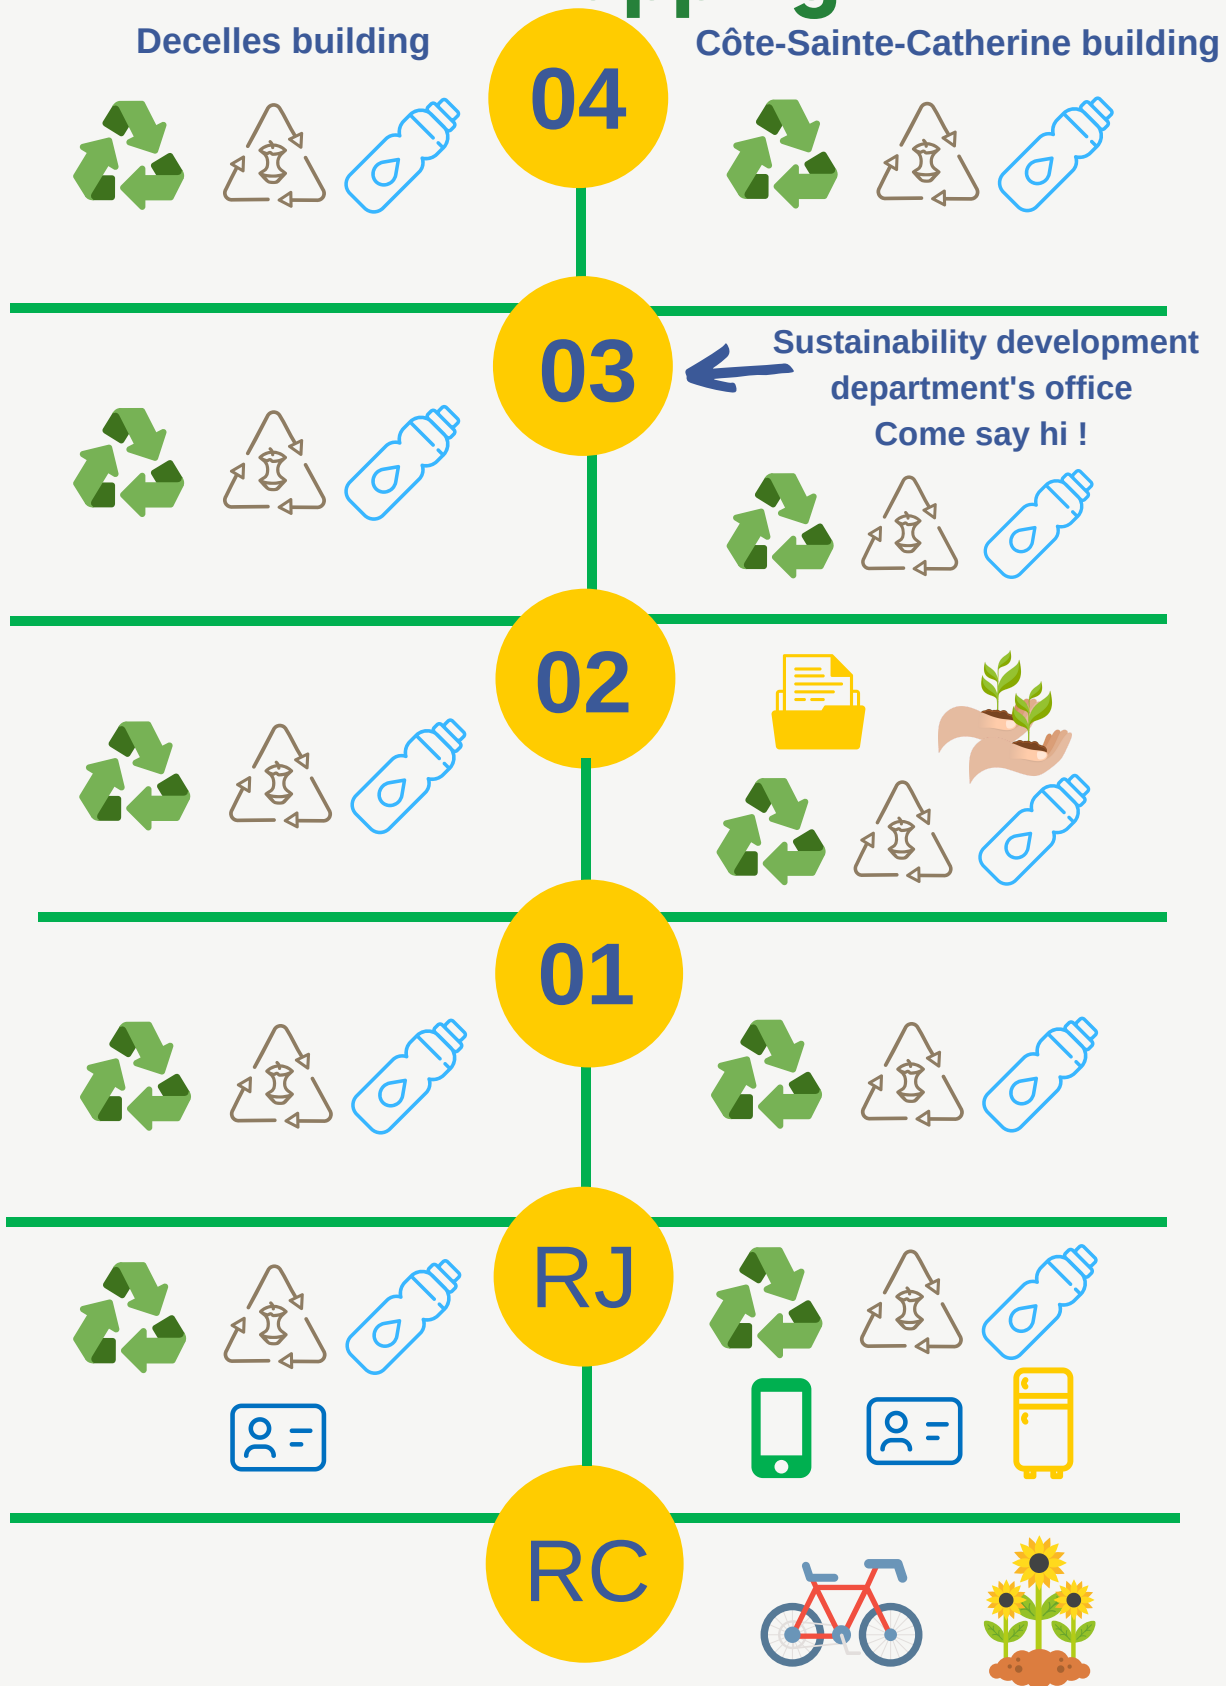 Decelles building
Côte-Sainte-Catherine building
04
03
Sustainability development
department's office
Come say hi !
02
01
RJ
RC